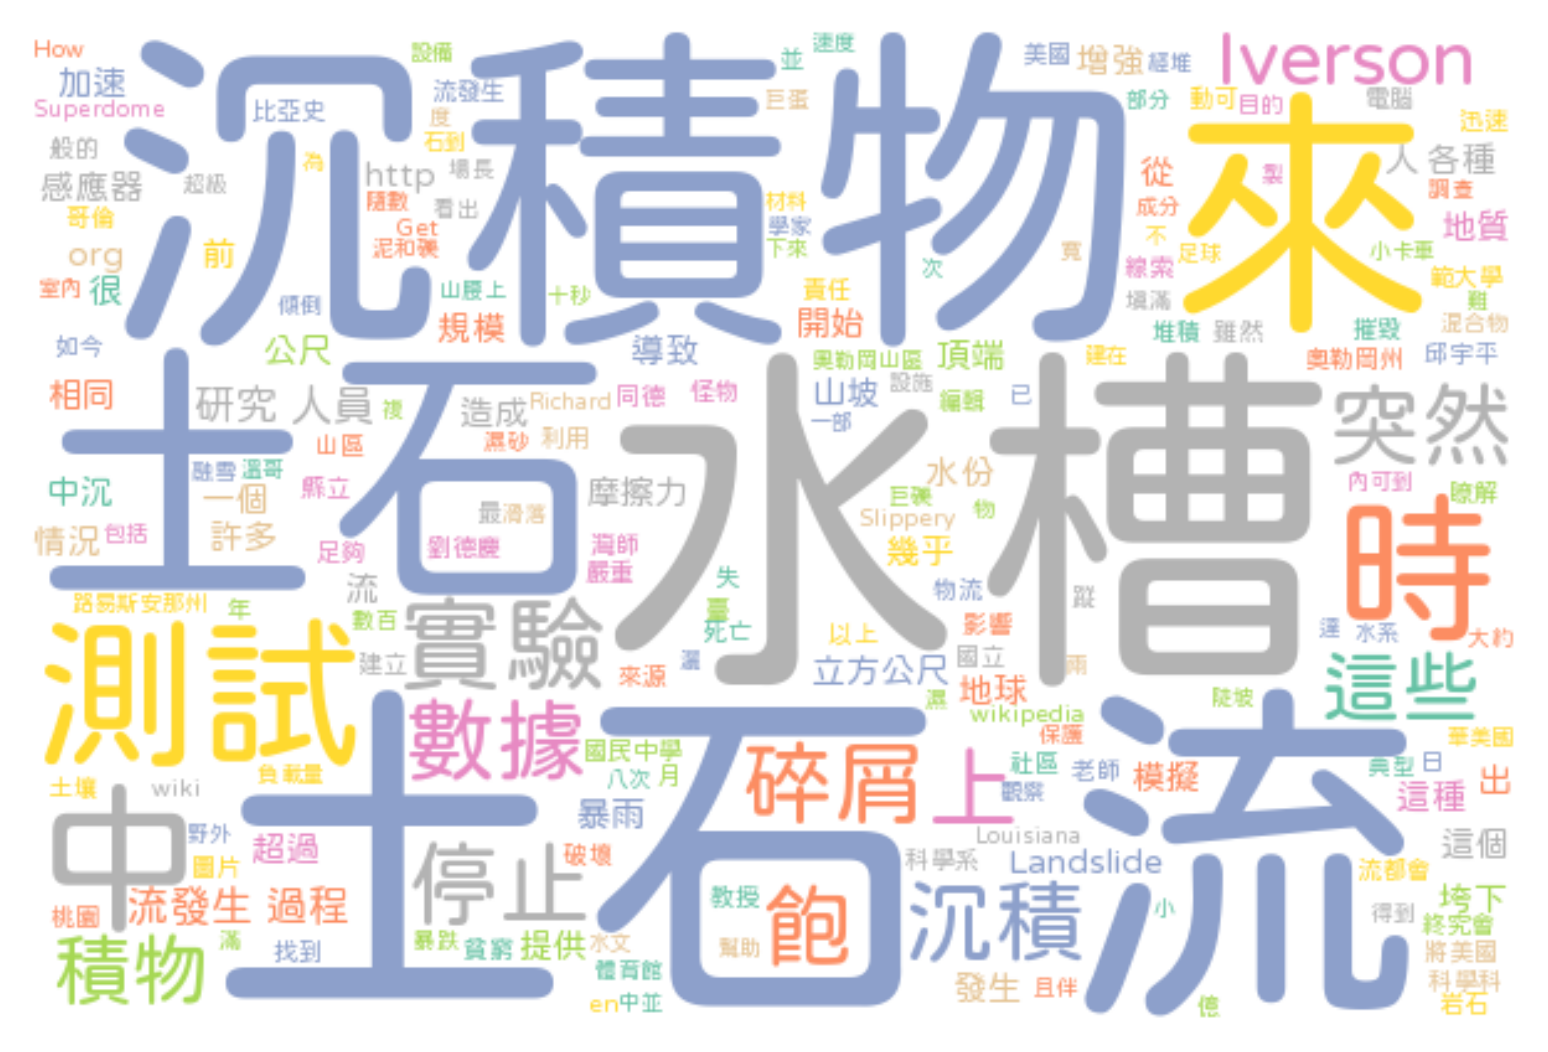 How
加速
Superdome
般的
感應器
超級
哥倫
org
前
室內
很
如今
沉積物
來
設備
流發生
度
石到
比亞史
為
http
場長
隨數
看出
Get
泥和礫
山腰上
十秒
傾倒
規模
公尺
導致
並
速度
巨蛋
材料
學家
下來
責任
開始
次
寬
美國
增強
經堆
Iverson
部分
動可
目的
電腦
迅速
人
各種
從
製
調查
成分
地質
不
足球
小卡車
線索
範大學
填滿
難
混合物
堆積
雖然
摧毀
奧勒岡州
邱宇平
建在
奧勒岡山區
頂端
土石
水槽
突然
相同
研究
人員
複
造成
Richard
同德
怪物
山坡
設施
一部
編輯
已
山區
濕砂
利用
融雪
溫哥
中沉
一個
縣立
最
滑落
摩擦力
水份
巨礫
Slippery
物
內可到
瞭解
時
情況
包括
許多
足夠
劉德慶
灣師
嚴重
幾乎
流
失
物流
蹤
路易斯安那州
年
數百
臺
死亡
以上
影響
達
水系
大約
測試
建立
實驗
來源
灑
立方公尺
國立
雨
地球
濕
這些
陡坡
wikipedia
土石流
數據
國民中學
八次
月
碎屑
上
保護
社區
老師
觀察
模擬
華美國
典型
日
這種
出
土壤
wiki
負載量
中
野外
圖片
超過
暴雨
停止
破壞
Louisiana
科學系
Landslide
這個
流都會
桃園
流發生
過程
教授
飽
沉積
小
得到
垮下
終究會
積物
滿
找到
暴跌
貧窮
提供
水文
幫助
體育館
en
中並
發生
且伴
億
將美國
科學科
岩石